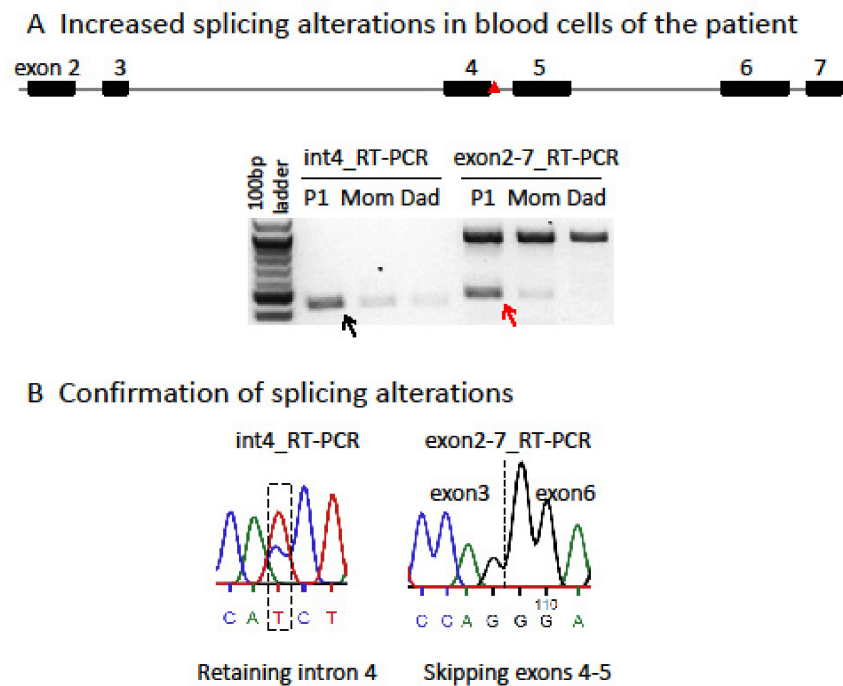 A Increased splicing alterations in blood cells of the patient
exon 2 3 4 5 6 7
100bp
ladder
int4_RT-PCR exon2-7_RT-PCR
P1 Mom Dad P1 Mom Dad
B Confirmation of splicing alterations
int4_RT-PCR exon2-7_RT-PCR
exon3 exon6
110
C A T C T C C A G G G A
Retaining intron 4 Skipping exons 4-5